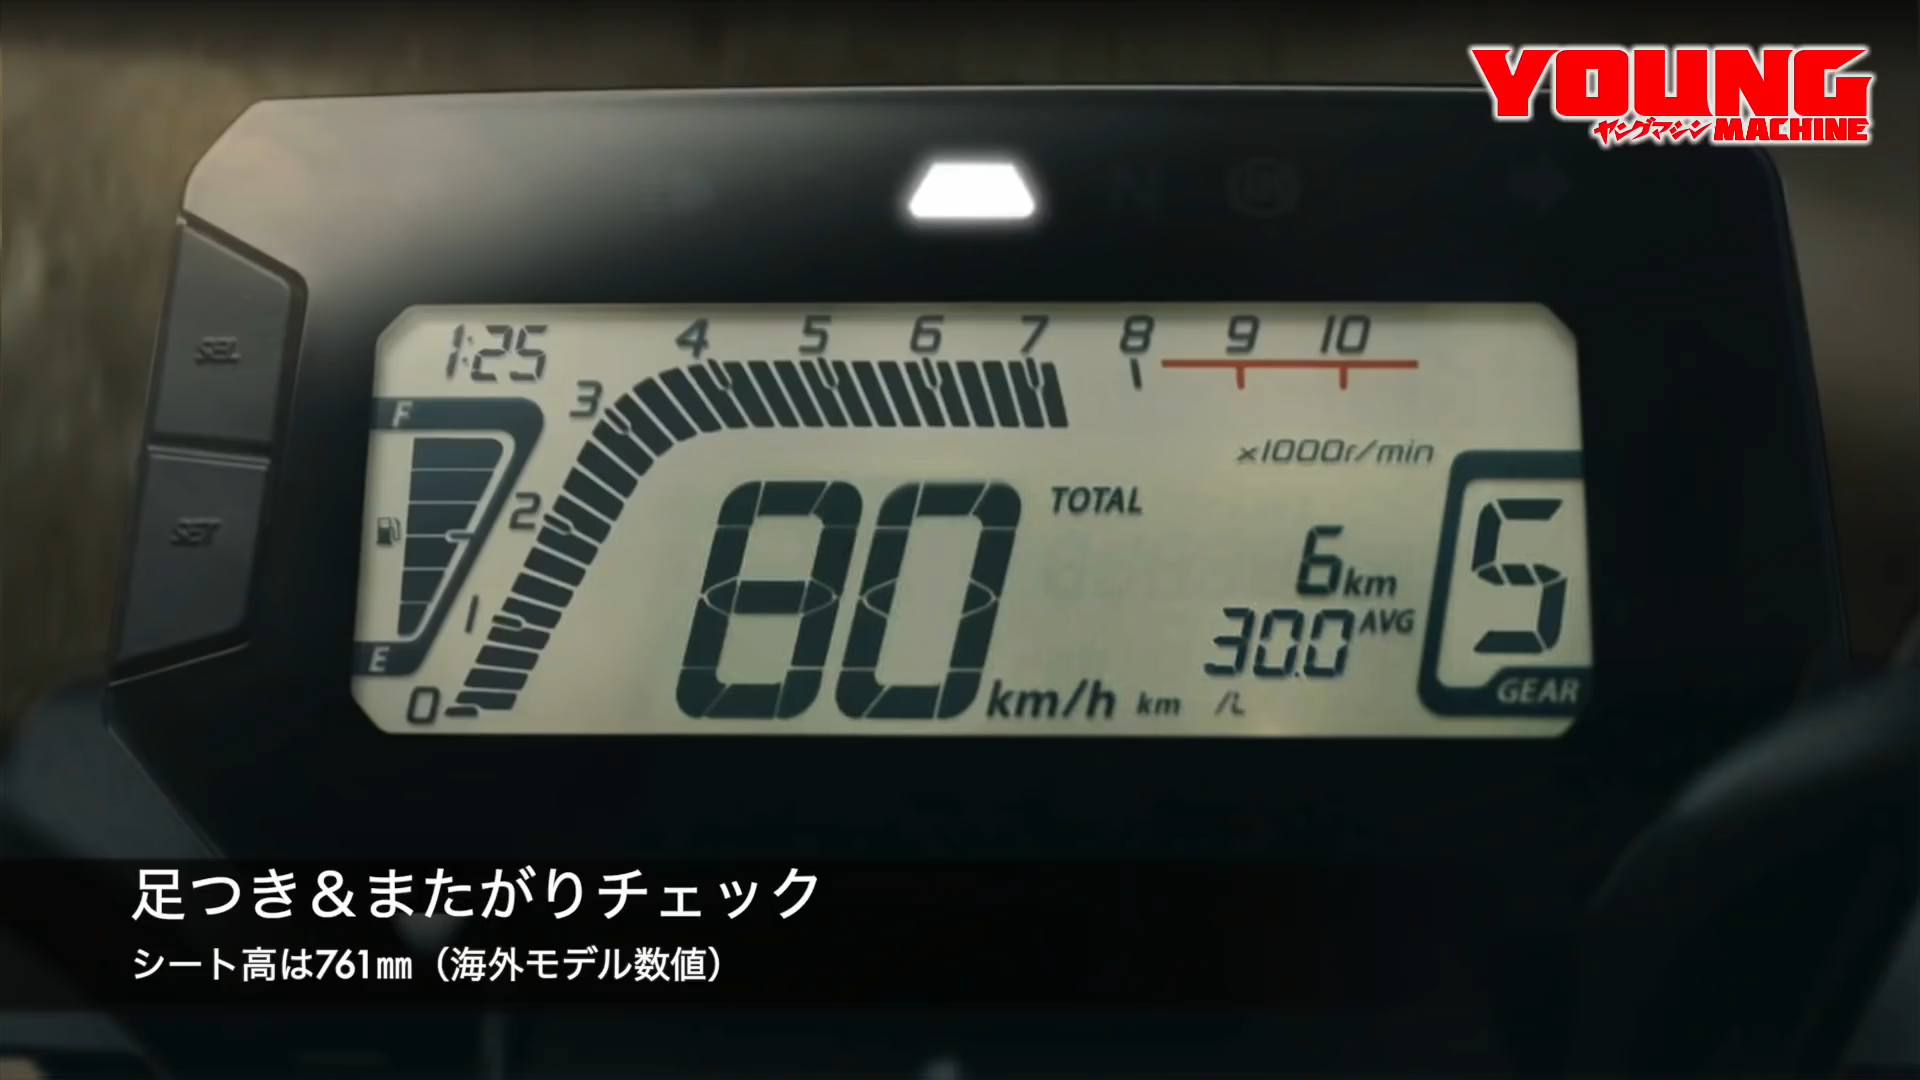 YOUNG
ヤングマシン MACHINE
SEL
SET
1:25
F
E
0
1
2
3
4
5
6
7
8
9
10
x1000r/min
80
km/h
TOTAL
6km
30.0 AVG
km/L
5
GEAR
足つき&またがりチェック
シート高は761㎜(海外モデル数値)